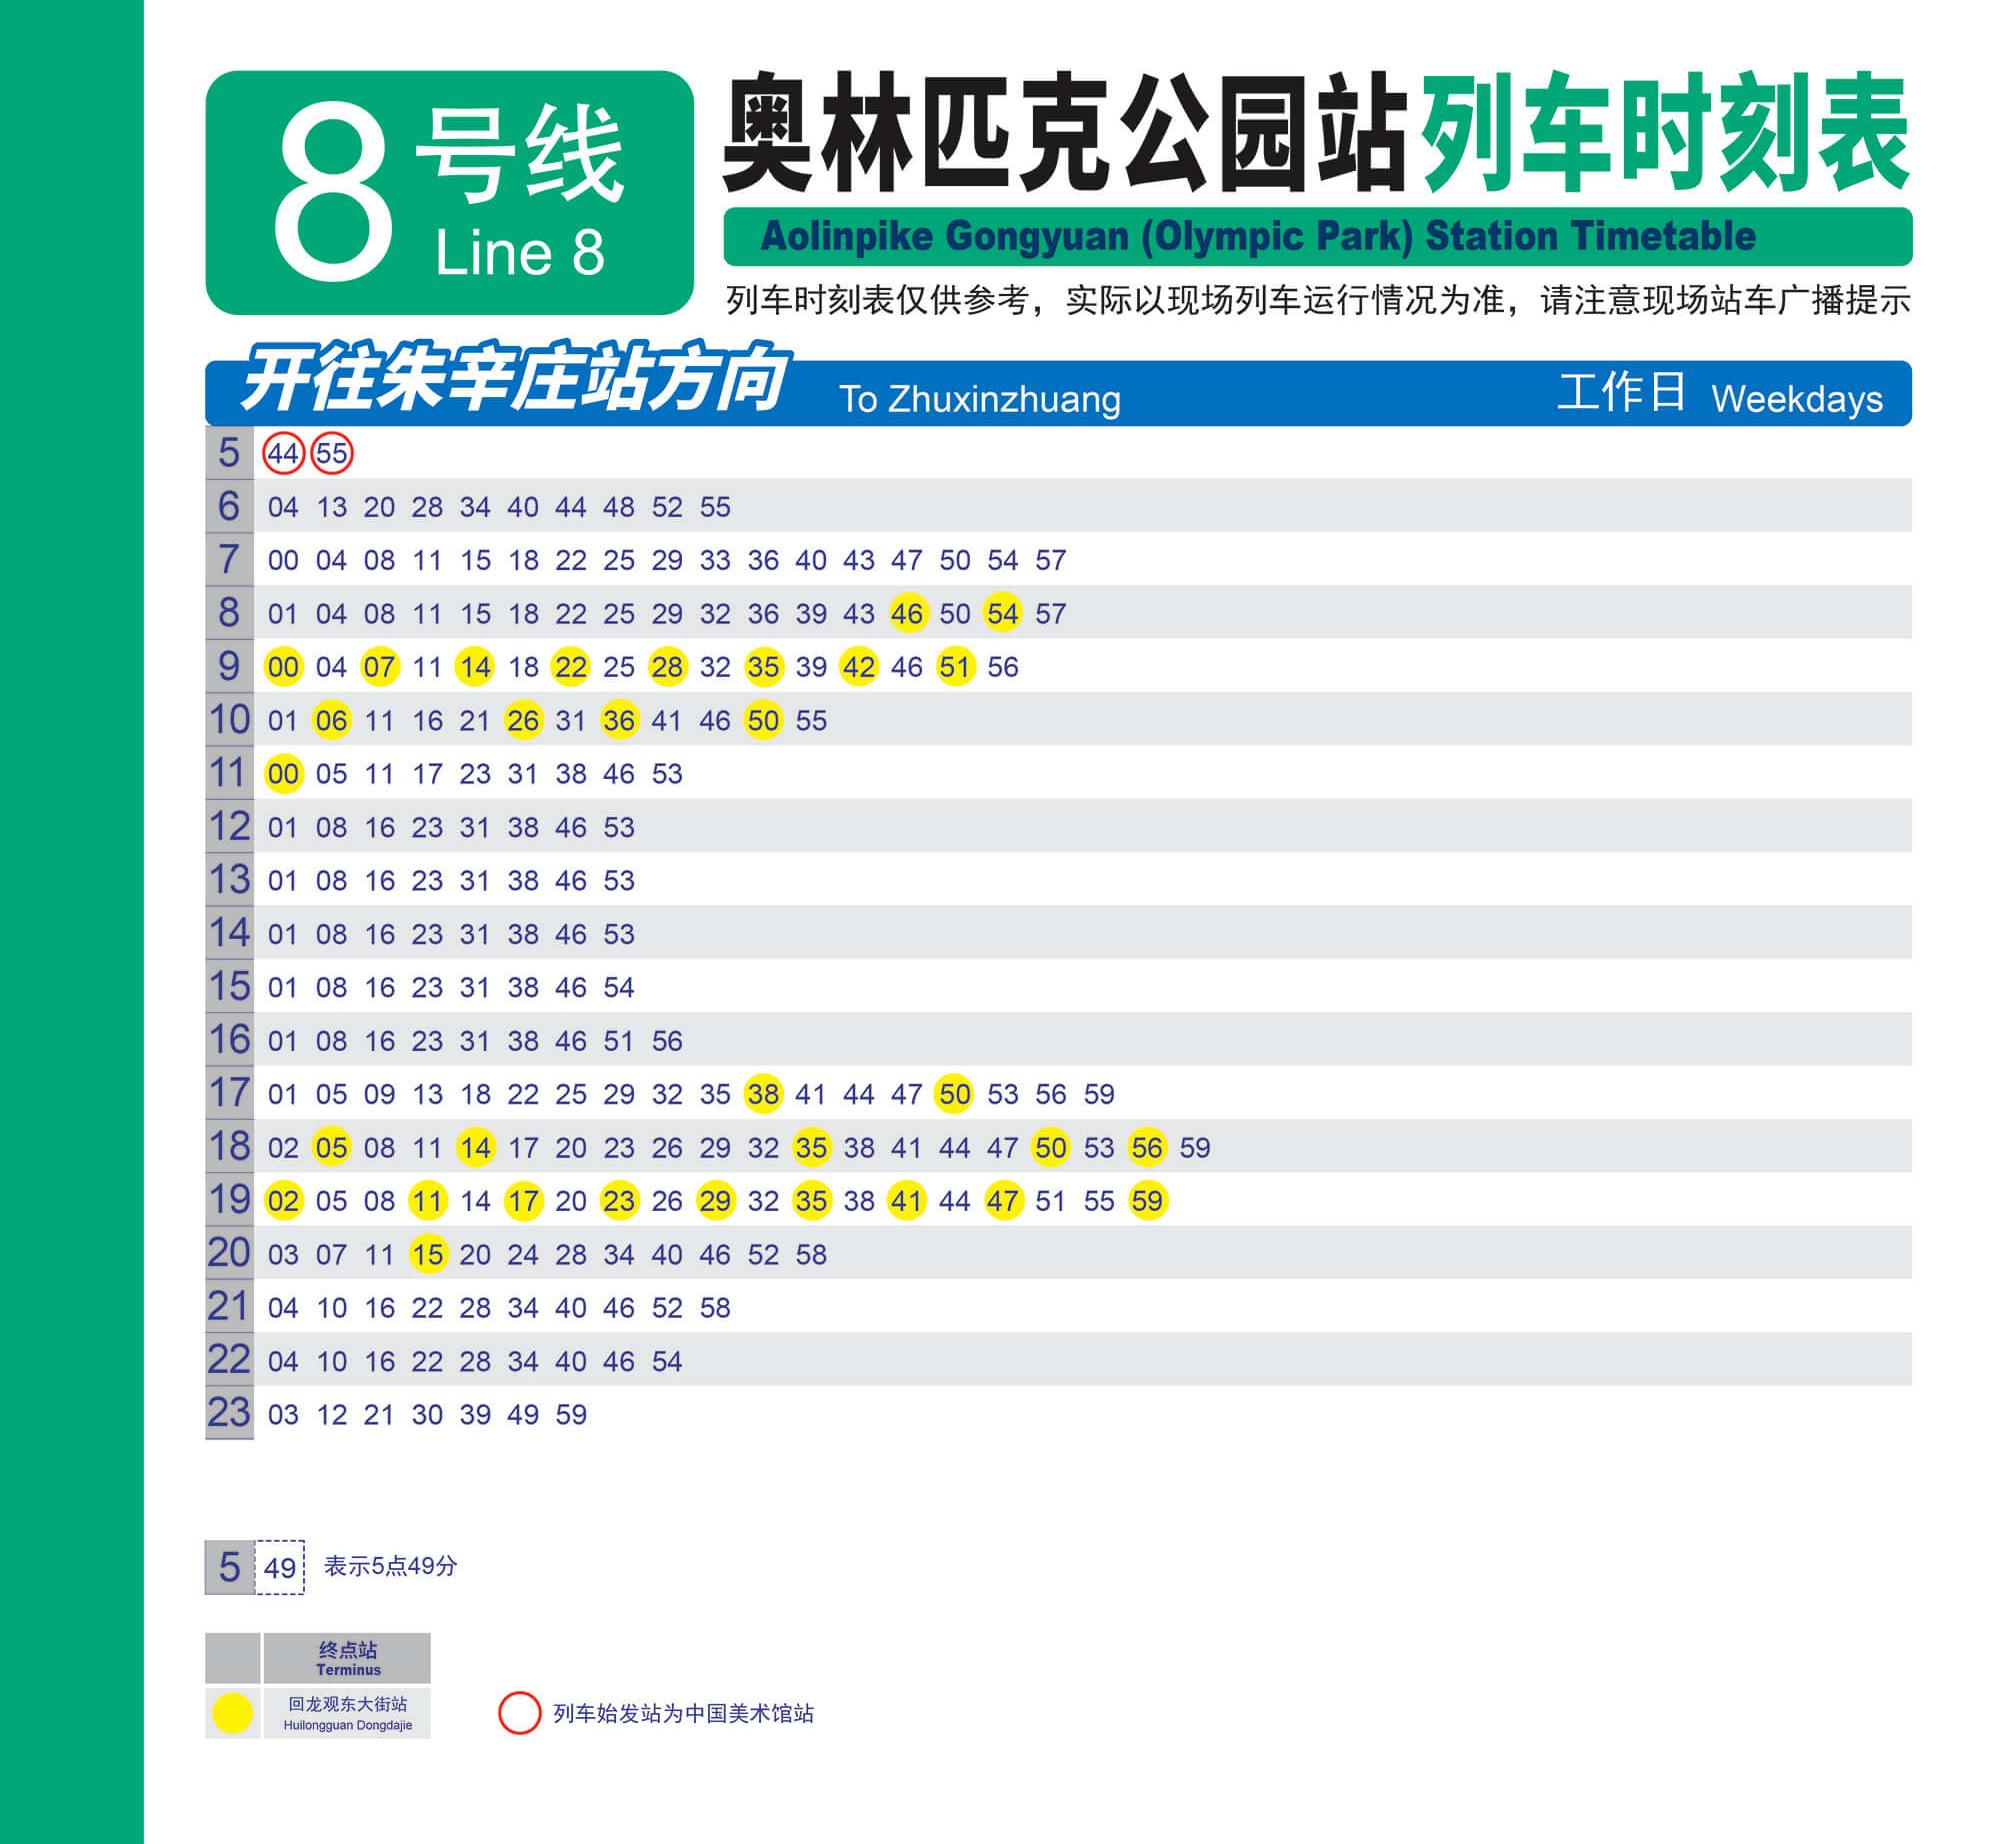 8号线
Line 8
奥林匹克公园站列车时刻表
Aolinpike Gongyuan (Olympic Park) Station Timetable
列车时刻表仅供参考，实际以现场列车运行情况为准，请注意现场站车广播提示
开往朱辛庄站方向 To Zhuxinzhuang 工作日 Weekdays
5 44 55
6 04 13 20 28 34 40 44 48 52 55
7 00 04 08 11 15 18 22 25 29 33 36 40 43 47 50 54 57
8 01 04 08 11 15 18 22 25 29 32 36 39 43 46 50 54 57
9 00 04 07 11 14 18 22 25 28 32 35 39 42 46 51 56
10 01 06 11 16 21 26 31 36 41 46 50 55
11 00 05 11 17 23 31 38 46 53
12 01 08 16 23 31 38 46 53
13 01 08 16 23 31 38 46 53
14 01 08 16 23 31 38 46 53
15 01 08 16 23 31 38 46 54
16 01 08 16 23 31 38 46 51 56
17 01 05 09 13 18 22 25 29 32 35 38 41 44 47 50 53 56 59
18 02 05 08 11 14 17 20 23 26 29 32 35 38 41 44 47 50 53 56 59
19 02 05 08 11 14 17 20 23 26 29 32 35 38 41 44 47 51 55 59
20 03 07 11 15 20 24 28 34 40 46 52 58
21 04 10 16 22 28 34 40 46 52 58
22 04 10 16 22 28 34 40 46 54
23 03 12 21 30 39 49 59
5 49 表示5点49分
终点站
Terminus
回龙观东大街站
Huilongguan Dongdajie
列车始发站为中国美术馆站